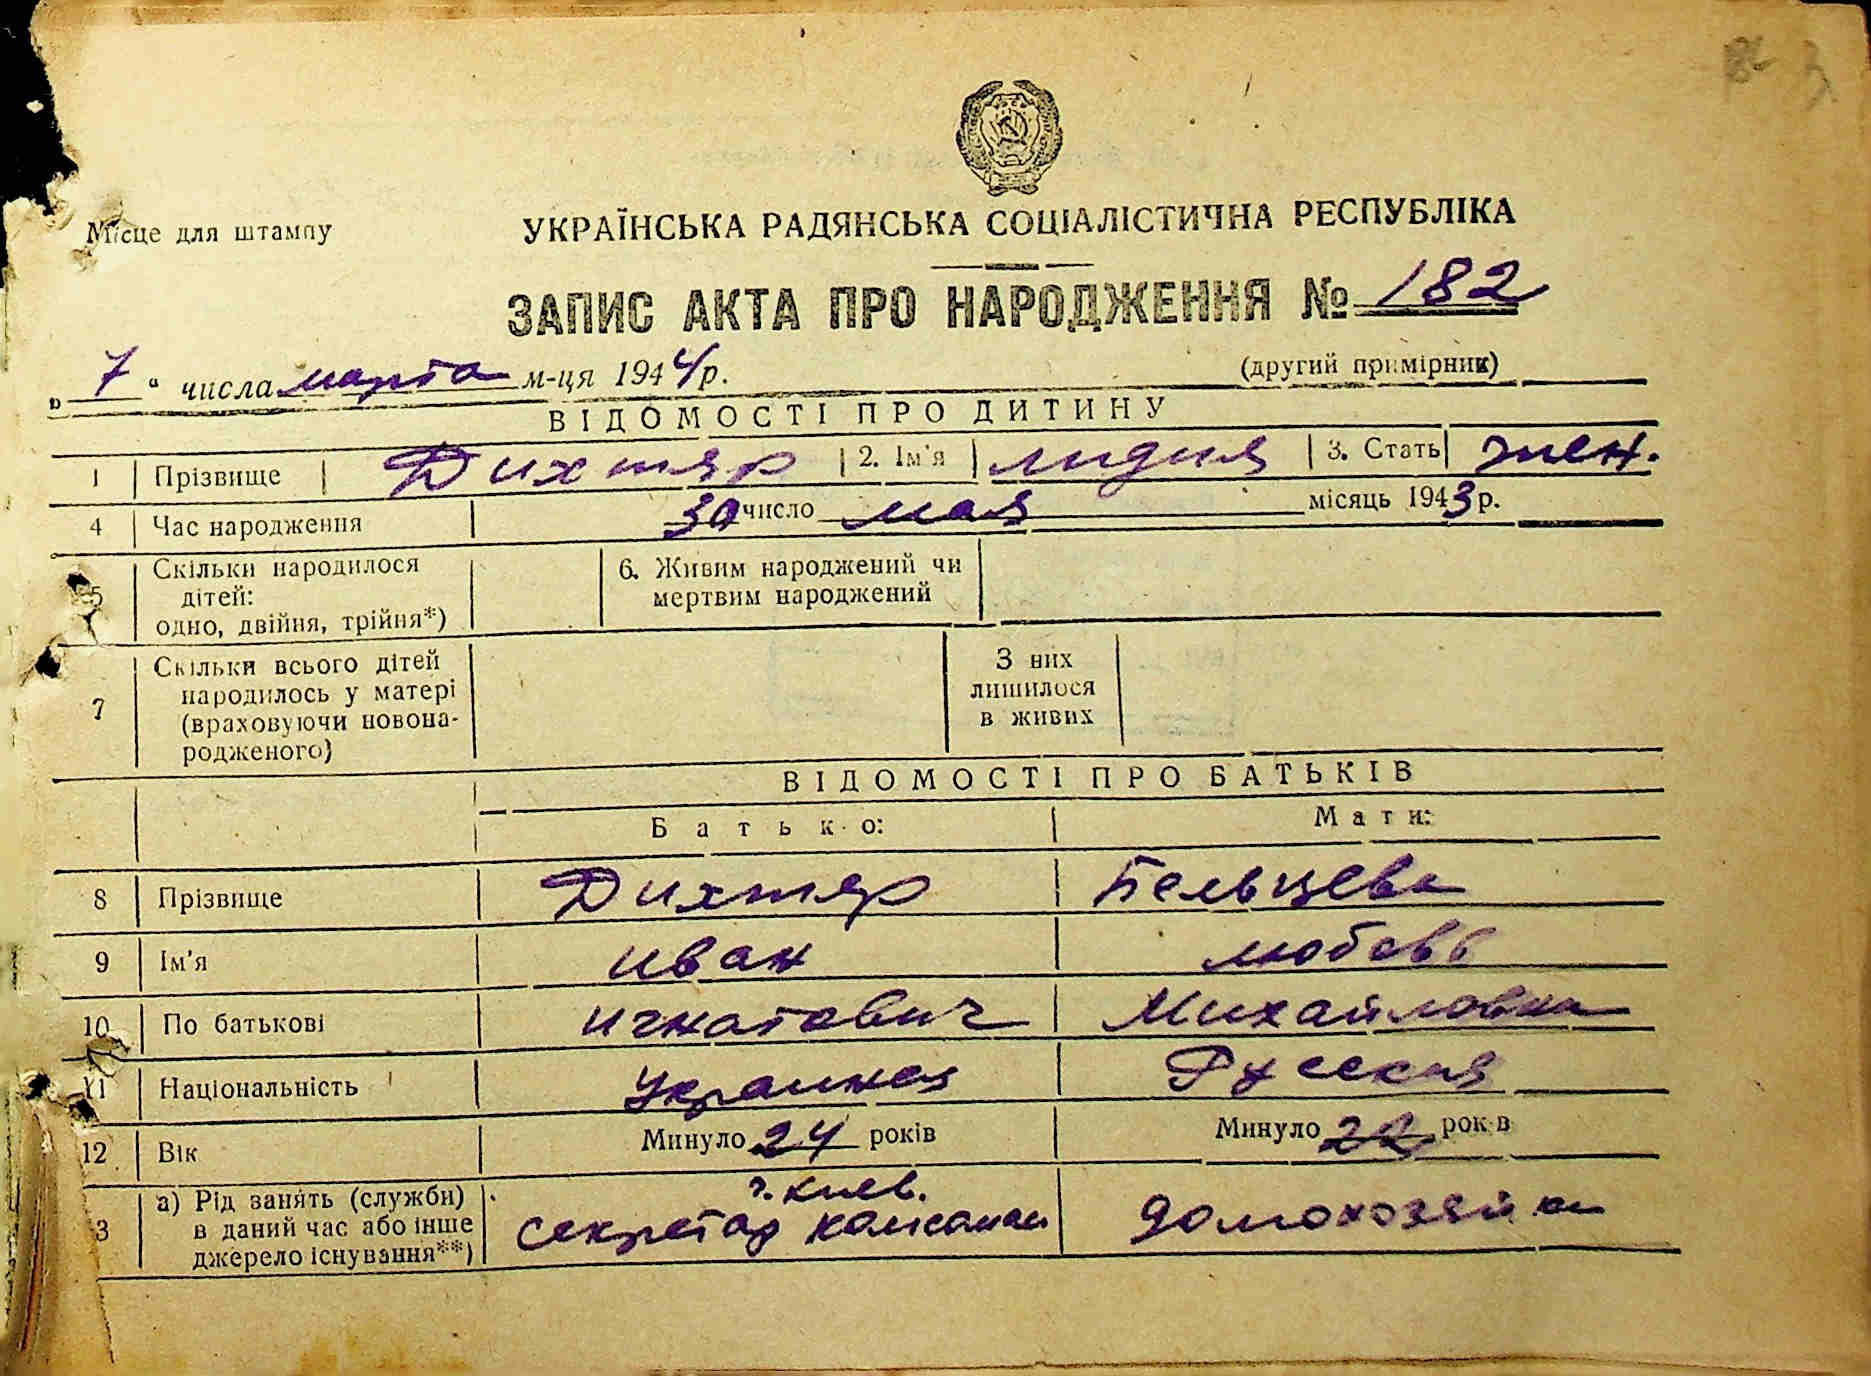 Місце для штампу
УКРАЇНСЬКА РАДЯНСЬКА СОЦІАЛІСТИЧНА РЕСПУБЛІКА
ЗАПИС АКТА ПРО НАРОДЖЕННЯ № 182
„ 7 " числа марта м-ця 1944 р. (другий примірник)
ВІДОМОСТІ ПРО ДИТИНУ
1 Прізвище Дихтяр 2. Ім'я лидия 3. Стать жен.
4 Час народження 30 число мая місяць 1943 р.
5 Скільки народилося
дітей:
одно, двійня, трійня*)
6. Живим народжений чи
мертвим народжений
7 Скільки всього дітей
народилось у матері
(враховуючи новона-
родженого)
З них
лишилося
в живих
ВІДОМОСТІ ПРО БАТЬКІВ
Батько: Мати:
8 Прізвище Дихтяр Бельцева
9 Ім'я иван любовь
10 По батькові игнатович Михайловна
11 Національність Украинец Русская
12 Вік Минуло 24 років Минуло 22 рок в
3 а) Рід занять (служби)
в даний час або інше
джерело існування**)
г. киев.
секретар домохозяйка